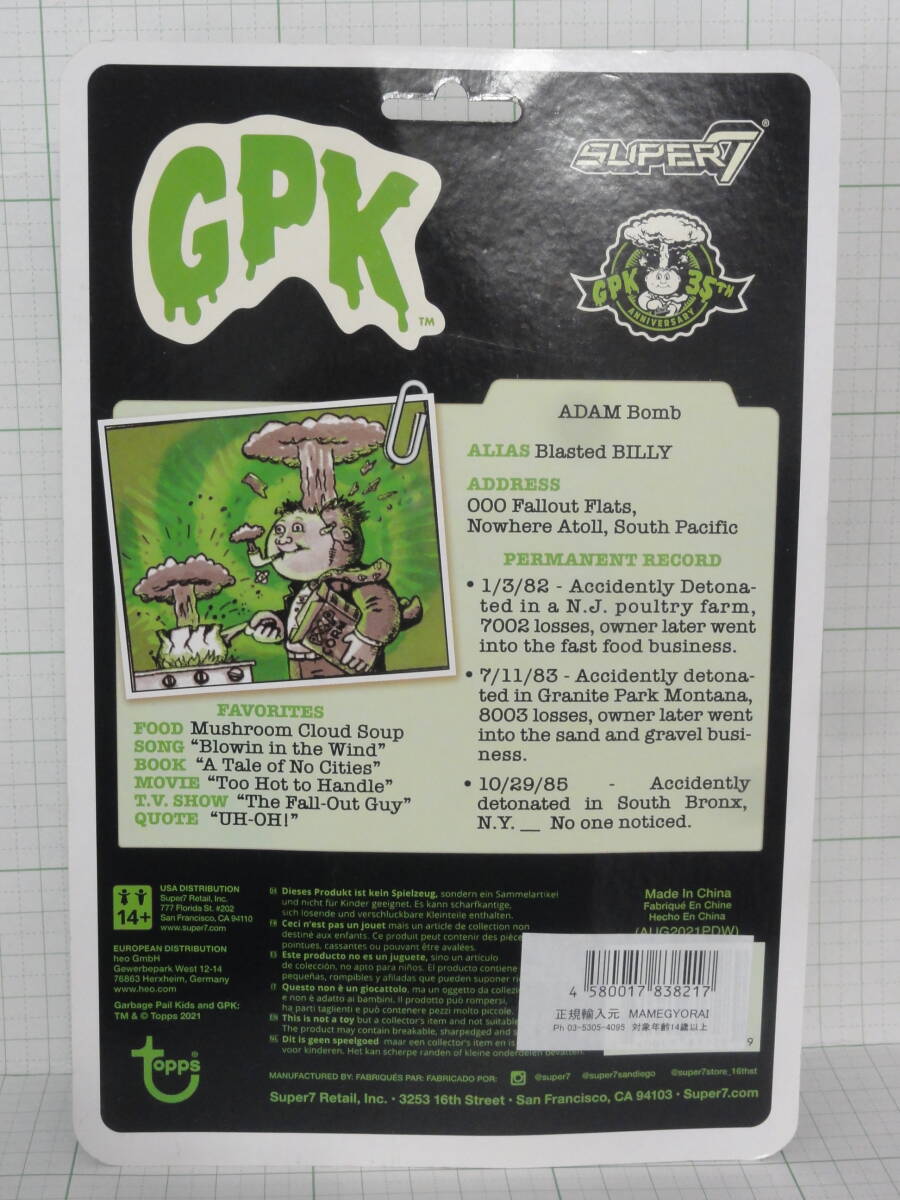 GPK
TM
SUPER7®
GPK 35TH
ANNIVERSARY
ADAM Bomb
ALIAS Blasted BILLY
ADDRESS
000 Fallout Flats,
Nowhere Atoll, South Pacific
PERMANENT RECORD
• 1/3/82 - Accidently Detona-
ted in a N.J. poultry farm,
7002 losses, owner later went
into the fast food business.
• 7/11/83 - Accidently detona-
ted in Granite Park Montana,
8003 losses, owner later went
into the sand and gravel busi-
ness.
• 10/29/85 - Accidently
detonated in South Bronx,
N.Y. __ No one noticed.
FAVORITES
FOOD Mushroom Cloud Soup
SONG “Blowin in the Wind”
BOOK “A Tale of No Cities”
MOVIE “Too Hot to Handle”
T.V. SHOW “The Fall-Out Guy”
QUOTE “UH-OH!”
14+
USA DISTRIBUTION
Super7 Retail, Inc.
777 Florida St. #202
San Francisco, CA 94110
www.super7.com
EUROPEAN DISTRIBUTION
heo GmbH
Gewerbepark West 12-14
76863 Herxheim, Germany
www.heo.com
Garbage Pail Kids and GPK:
TM & © Topps 2021
topps®
Dieses Produkt ist kein Spielzeug, sondern ein Sammelartikel
und nicht für Kinder geeignet. Es kann scharfkantige,
sich lösende und verschluckbare Kleinteile enthalten.
Ceci n'est pas un jouet mais un article de collection non
destiné aux enfants. Ce produit peut contenir des pièce
pointues, cassantes ou pouvant être avalées.
ES Este producto no es un juguete, sino un artículo
de colección, no apto para niños. El producto contiene
pequeñas, rompibles y afiladas que pueden suponer
IT Questo non è un giocattolo, ma un oggetto da
e non è adatto ai bambini. Il prodotto può rompersi,
ha parti taglienti e può contenere pezzi molto piccole.
EN This is not a toy but a collector's item and not suitable
The product may contain breakable, sharpedged and
NL Dit is geen speelgoed maar een collector's item en is
voor kinderen. Het kan scherpe randen of kleine onderdelen bevatten.
Made In China
Fabriqué En Chine
Hecho En China
(AUG2021PDW)
4 580017 838217
正規輸入元 MAMEGYORAI
Ph 03-5305-4095 対象年齢14歳以上
9
MANUFACTURED BY: FABRIQUÉS PAR: FABRICADO POR: @super7 @super7sandiego @super7store_16thst
Super7 Retail, Inc. • 3253 16th Street • San Francisco, CA 94103 • Super7.com